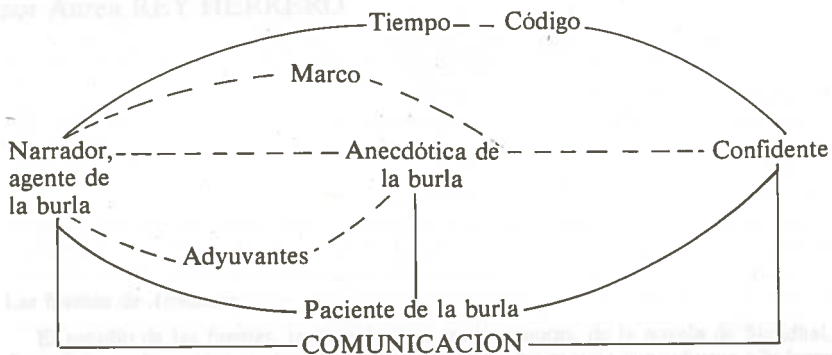 Tiempo Código
Marco
Narrador, Anecdótica de Confidente
agente de la burla
la burla
Adyuvantes
Paciente de la burla
COMUNICACION